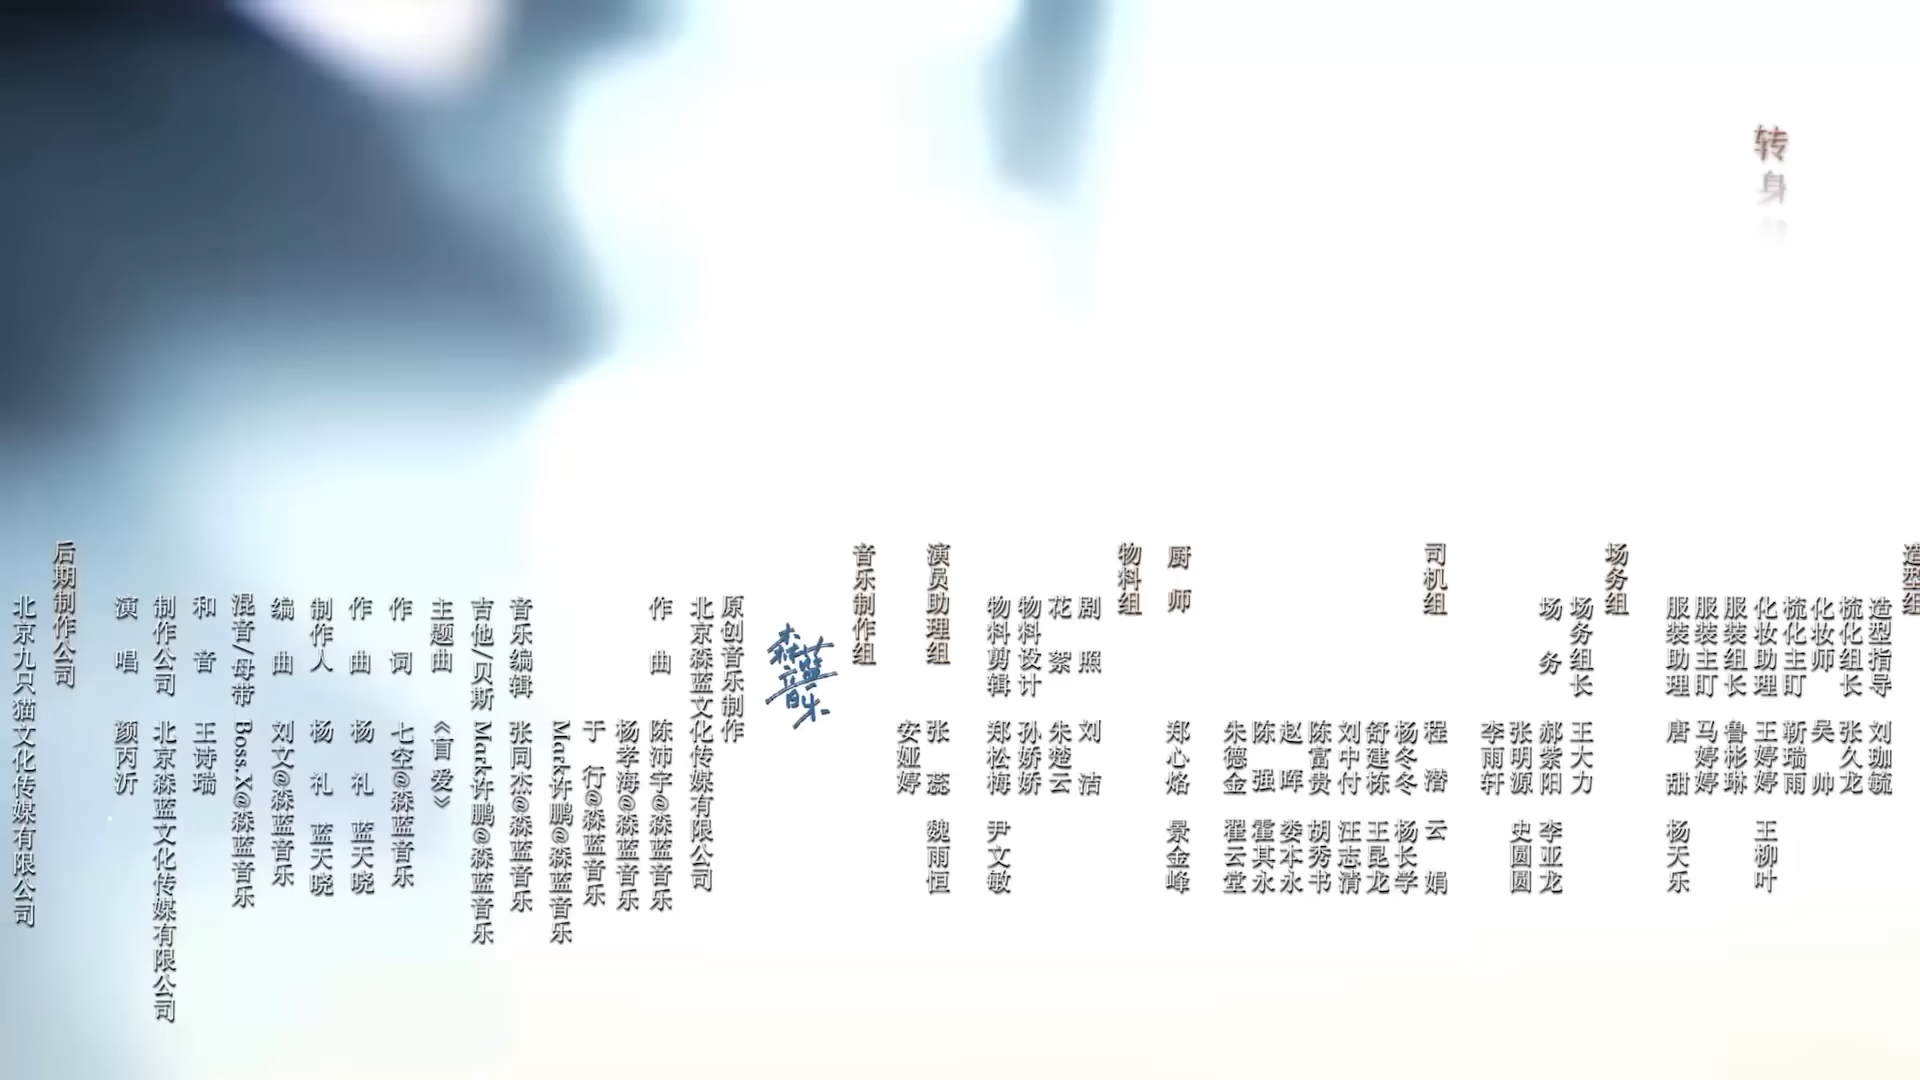 转身
造型组
造型指导 刘珈毓
梳化组长 张久龙
化妆师 吴帅
梳化主盯 靳瑞雨
化妆助理 王婷婷 王柳叶
服装组长 鲁彬琳
服装主盯 马婷婷
服装助理 唐甜 杨天乐
场务组
场务组长 王大力
场务 郝紫阳 李亚龙
张明源 史圆圆
李雨轩
司机组
程潜 云娟
杨冬冬 杨长学
舒建栋 王昆龙
刘中付 汪志清
陈富贵 胡秀书
赵晖 娄本永
陈强 霍其永
朱德金 翟云堂
厨师
郑心烙 景金峰
物料组
剧照 刘洁
花絮 朱楚云
物料设计 孙娇娇
物料剪辑 郑松梅 尹文敏
演员助理组
张蕊 魏雨恒
安娅婷
音乐制作组
森蓝音乐
原创音乐制作
北京森蓝文化传媒有限公司
作曲 陈沛宇@森蓝音乐
杨孝海@森蓝音乐
于行@森蓝音乐
Mark许鹏@森蓝音乐
音乐编辑 张同杰@森蓝音乐
吉他/贝斯 Mark许鹏@森蓝音乐
主题曲 《盲爱》
作词 七空@森蓝音乐
作曲 杨礼 蓝天晓
制作人 杨礼 蓝天晓
编曲 刘文@森蓝音乐
混音/母带 Boss.X@森蓝音乐
和音 王诗瑞
制作公司 北京森蓝文化传媒有限公司
演唱 颜丙沂
后期制作公司
北京九只猫文化传媒有限公司